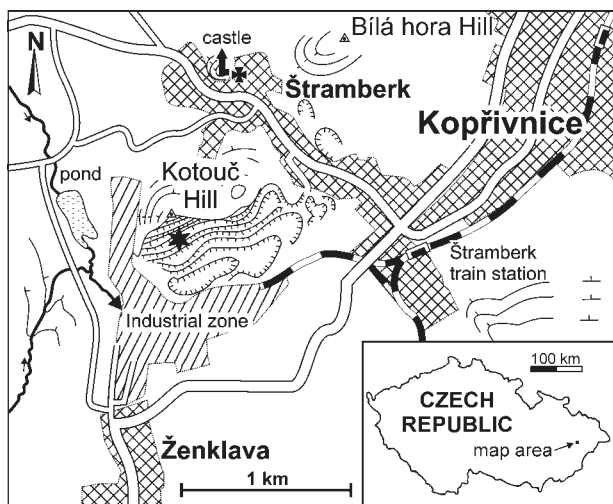 N
castle
Bílá hora Hill
Štramberk
Kopřivnice
pond
Kotouč
Hill
Štramberk
train station
Industrial zone
Ženklava
1 km
100 km
CZECH
REPUBLIC
map area